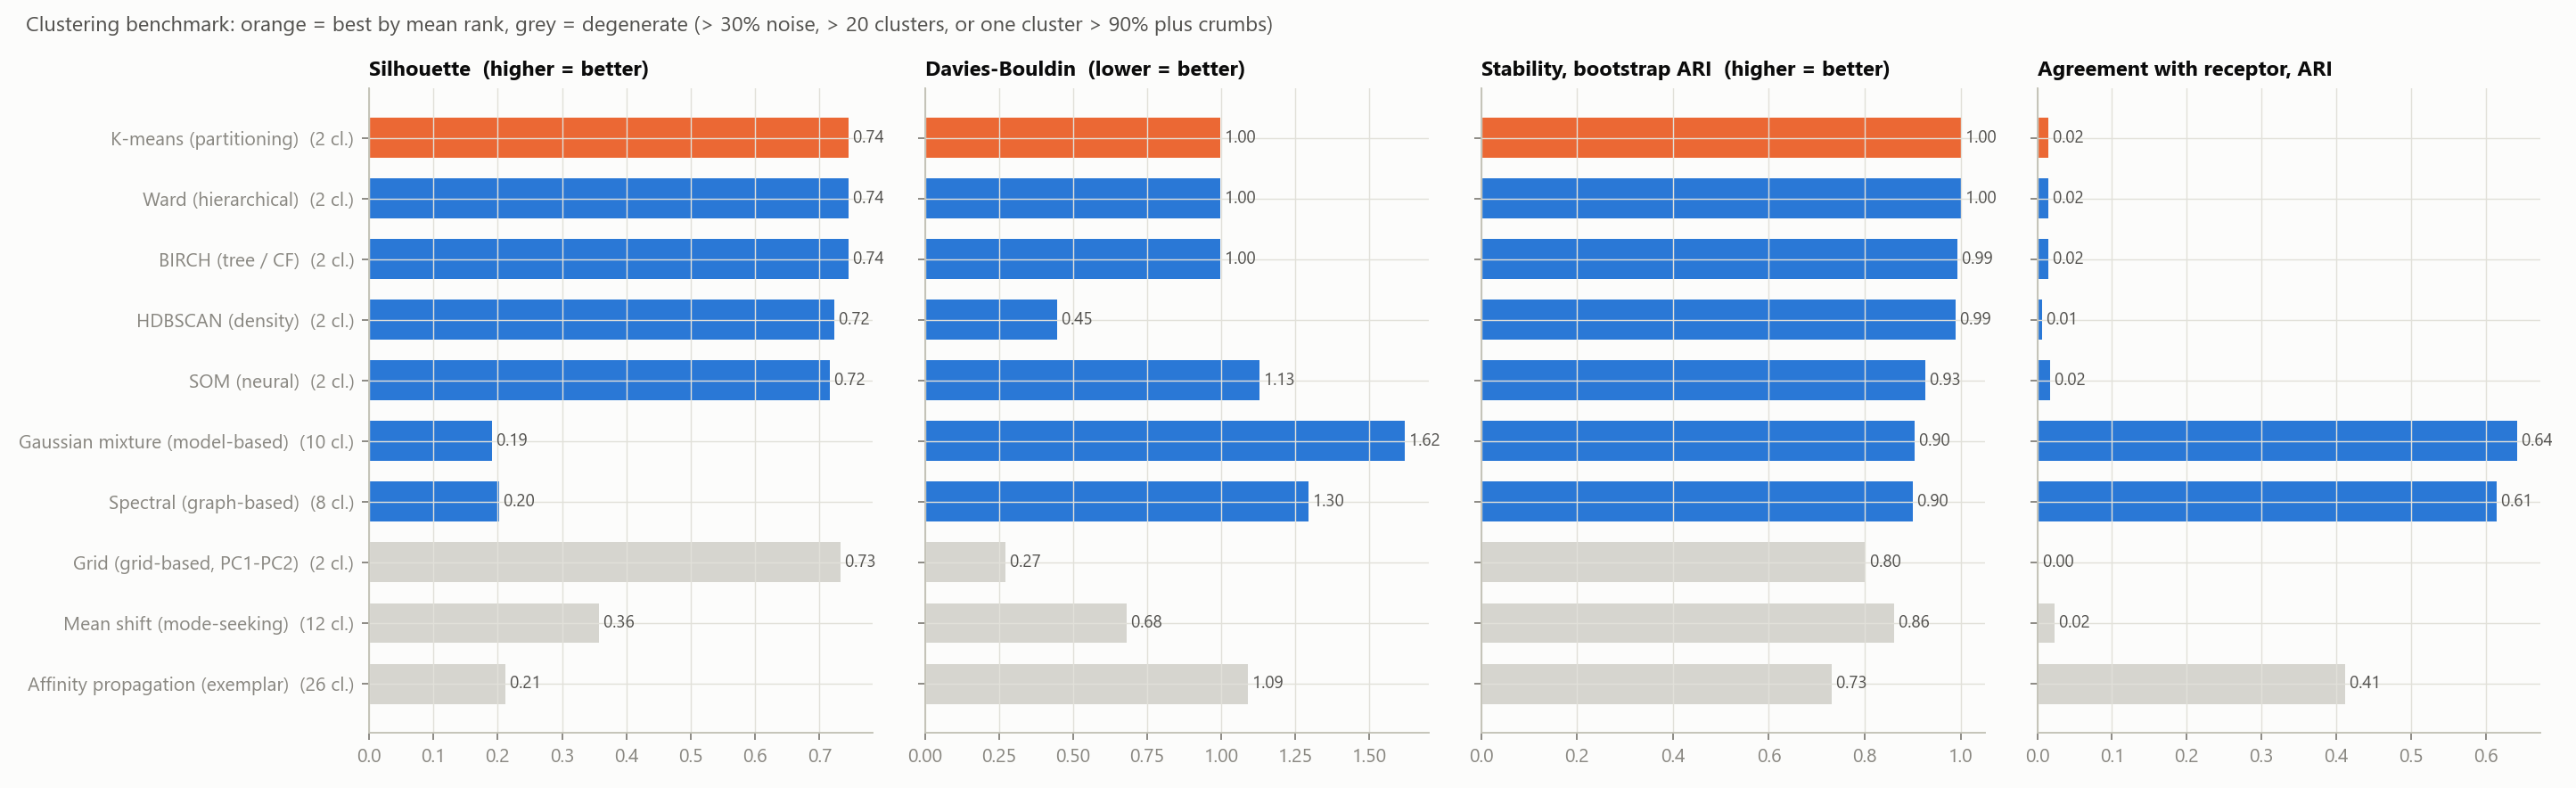 Clustering benchmark: orange = best by mean rank, grey = degenerate (> 30% noise, > 20 clusters, or one cluster > 90% plus crumbs)
Silhouette (higher = better)
Davies-Bouldin (lower = better)
Stability, bootstrap ARI (higher = better)
Agreement with receptor, ARI
K-means (partitioning) (2 cl.) 0.74 1.00 1.00 0.02
Ward (hierarchical) (2 cl.) 0.74 1.00 1.00 0.02
BIRCH (tree / CF) (2 cl.) 0.74 1.00 0.99 0.02
HDBSCAN (density) (2 cl.) 0.72 0.45 0.99 0.01
SOM (neural) (2 cl.) 0.72 1.13 0.93 0.02
Gaussian mixture (model-based) (10 cl.) 0.19 1.62 0.90 0.64
Spectral (graph-based) (8 cl.) 0.20 1.30 0.90 0.61
Grid (grid-based, PC1-PC2) (2 cl.) 0.73 0.27 0.80 0.00
Mean shift (mode-seeking) (12 cl.) 0.36 0.68 0.86 0.02
Affinity propagation (exemplar) (26 cl.) 0.21 1.09 0.73 0.41
0.0 0.1 0.2 0.3 0.4 0.5 0.6 0.7
0.00 0.25 0.50 0.75 1.00 1.25 1.50
0.0 0.2 0.4 0.6 0.8 1.0
0.0 0.1 0.2 0.3 0.4 0.5 0.6